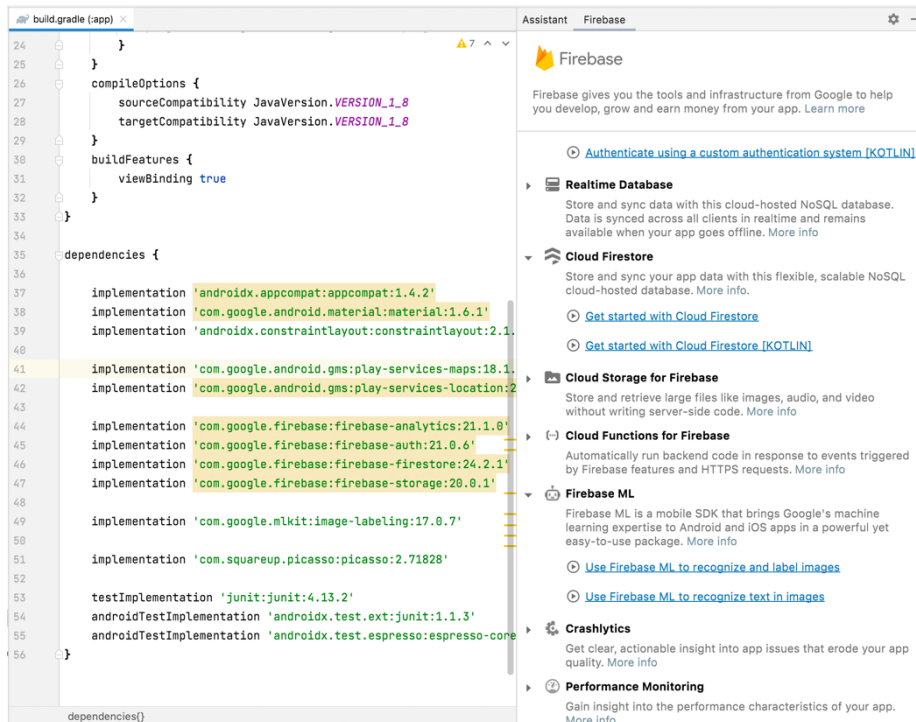 build.gradle (:app)
7
24 }
25 }
26 compileOptions {
27 sourceCompatibility JavaVersion.VERSION_1_8
28 targetCompatibility JavaVersion.VERSION_1_8
29 }
30 buildFeatures {
31 viewBinding true
32 }
33 }
34
35 dependencies {
36
37 implementation 'androidx.appcompat:appcompat:1.4.2'
38 implementation 'com.google.android.material:material:1.6.1'
39 implementation 'androidx.constraintlayout:constraintlayout:2.1.
40
41 implementation 'com.google.android.gms:play-services-maps:18.1.
42 implementation 'com.google.android.gms:play-services-location:2
43
44 implementation 'com.google.firebase:firebase-analytics:21.1.0'
45 implementation 'com.google.firebase:firebase-auth:21.0.6'
46 implementation 'com.google.firebase:firebase-firestore:24.2.1'
47 implementation 'com.google.firebase:firebase-storage:20.0.1'
48
49 implementation 'com.google.mlkit:image-labeling:17.0.7'
50
51 implementation 'com.squareup.picasso:picasso:2.71828'
52
53 testImplementation 'junit:junit:4.13.2'
54 androidTestImplementation 'androidx.test.ext:junit:1.1.3'
55 androidTestImplementation 'androidx.test.espresso:espresso-core
56 }
dependencies{}
Assistant Firebase
Firebase
Firebase gives you the tools and infrastructure from Google to help
you develop, grow and earn money from your app. Learn more
Authenticate using a custom authentication system [KOTLIN]
Realtime Database
Store and sync data with this cloud-hosted NoSQL database.
Data is synced across all clients in realtime and remains
available when your app goes offline. More info
Cloud Firestore
Store and sync your app data with this flexible, scalable NoSQL
cloud-hosted database. More info.
Get started with Cloud Firestore
Get started with Cloud Firestore [KOTLIN]
Cloud Storage for Firebase
Store and retrieve large files like images, audio, and video
without writing server-side code. More info
Cloud Functions for Firebase
Automatically run backend code in response to events triggered
by Firebase features and HTTPS requests. More info
Firebase ML
Firebase ML is a mobile SDK that brings Google's machine
learning expertise to Android and iOS apps in a powerful yet
easy-to-use package. More info
Use Firebase ML to recognize and label images
Use Firebase ML to recognize text in images
Crashlytics
Get clear, actionable insight into app issues that erode your app
quality. More info
Performance Monitoring
Gain insight into the performance characteristics of your app.
More info